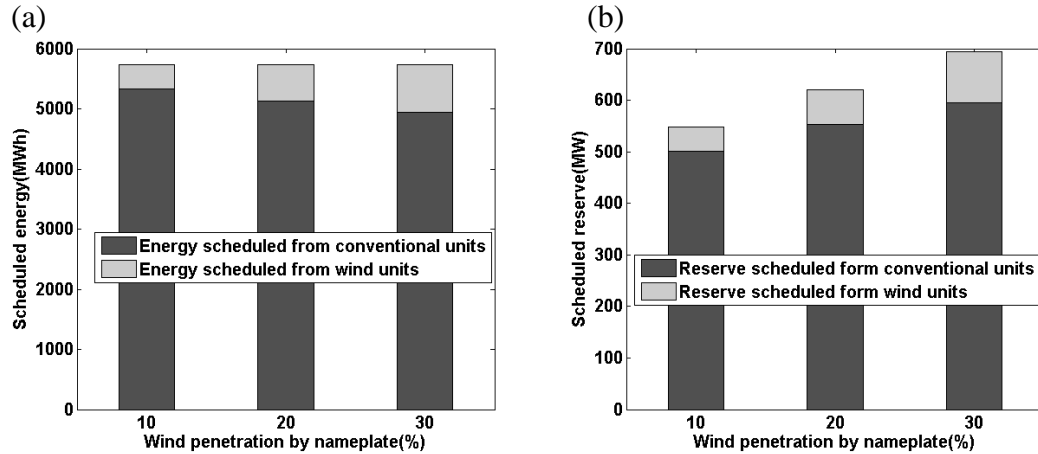 (a)
6000
5000
4000
3000
2000
1000
0
Scheduled energy(MWh)
Energy scheduled from conventional units
Energy scheduled from wind units
10 20 30
Wind penetration by nameplate(%)
(b)
700
600
500
400
300
200
100
0
Scheduled reserve(MW)
Reserve scheduled form conventional units
Reserve scheduled form wind units
10 20 30
Wind penetration by nameplate(%)